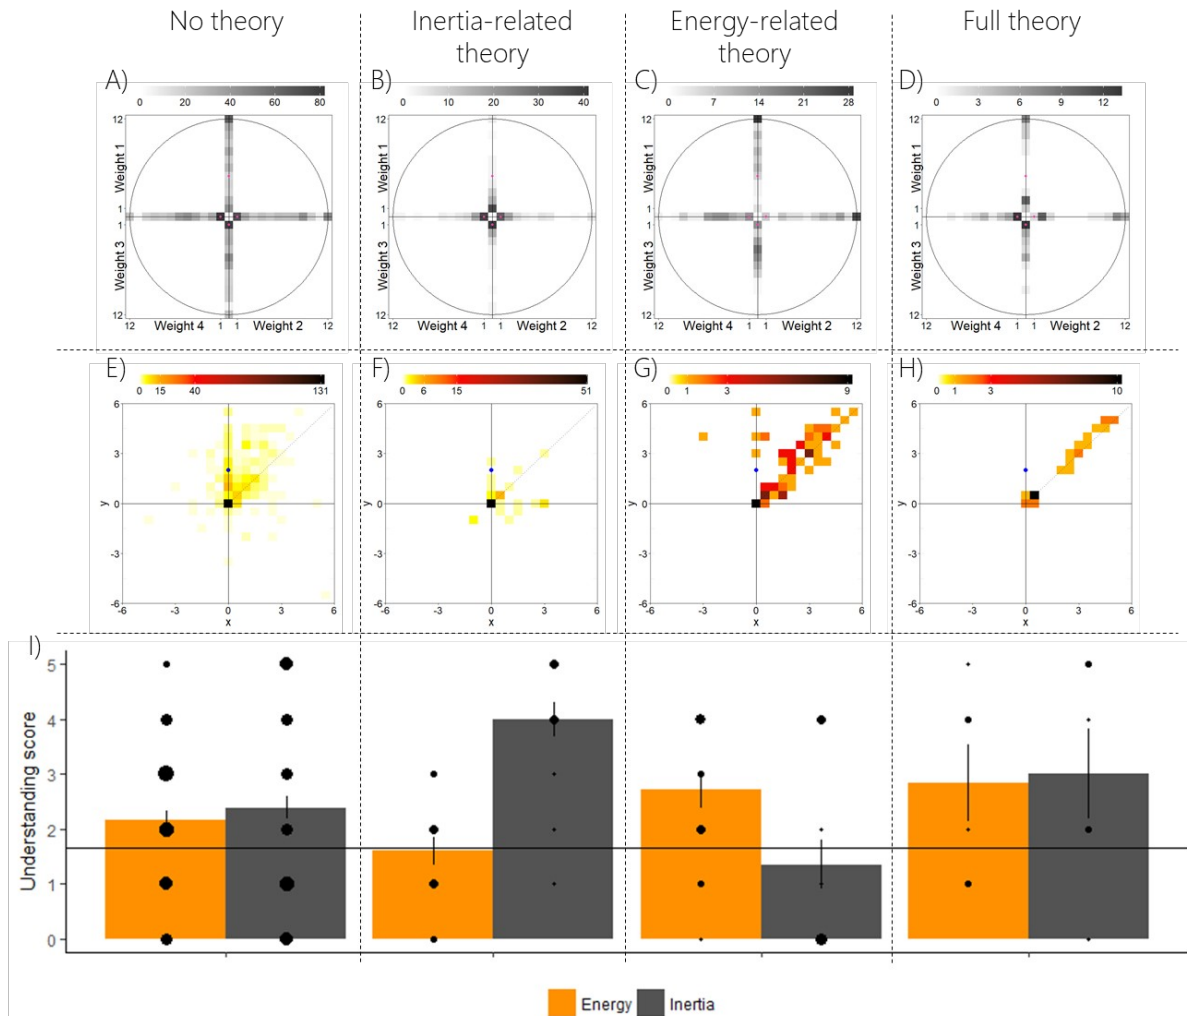 No theory
Inertia-related
theory
Energy-related
theory
Full theory
A)
B)
C)
D)
0 20 40 60 80
0 10 20 30 40
0 7 14 21 28
0 3 6 9 12
12 12 12 12
Weight 1 Weight 1 Weight 1 Weight 1
1 1 1 1
1 1 1 1
Weight 3 Weight 3 Weight 3 Weight 3
12 12 12 12
12 Weight 4 1 1 Weight 2 12
12 Weight 4 1 1 Weight 2 12
12 Weight 4 1 1 Weight 2 12
12 Weight 4 1 1 Weight 2 12
E)
F)
G)
H)
0 15 40 131
0 6 15 51
0 1 3 9
0 1 3 10
6 6 6 6
3 3 3 3
y y y y
0 0 0 0
-3 -3 -3 -3
-6 -6 -6 -6
-6 -3 0 3 6
-6 -3 0 3 6
-6 -3 0 3 6
-6 -3 0 3 6
x x x x
I)
Understanding score
5
4
3
2
1
0
Energy Inertia